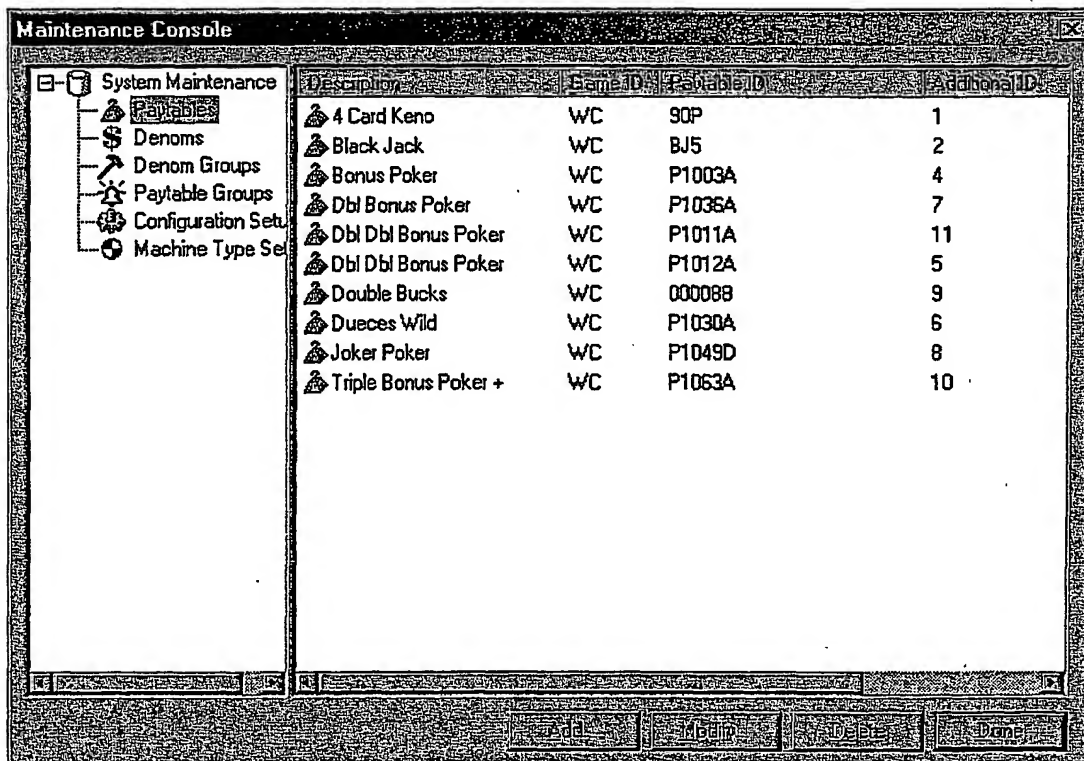 Maintenance Console
System Maintenance
Paytables
Denoms
Denom Groups
Paytable Groups
Configuration Setu
Machine Type Set
Description Game ID Paytable ID Additional ID
4 Card Keno WC 90P 1
Black Jack WC BJ5 2
Bonus Poker WC P1003A 4
Dbl Bonus Poker WC P1036A 7
Dbl Dbl Bonus Poker WC P1011A 11
Dbl Dbl Bonus Poker WC P1012A 5
Double Bucks WC 000088 9
Dueces Wild WC P1030A 6
Joker Poker WC P1049D 8
Triple Bonus Poker + WC P1063A 10
Add Modify Delete Done